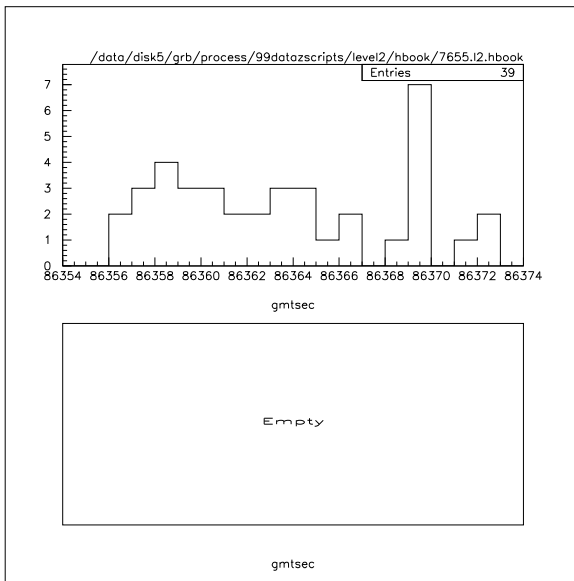 /data/disk5/grb/process/99datazscripts/level2/hbook/7655.l2.hbook
Entries 39
7
6
5
4
3
2
1
0
86354 86356 86358 86360 86362 86364 86366 86368 86370 86372 86374
gmtsec
Empty
gmtsec